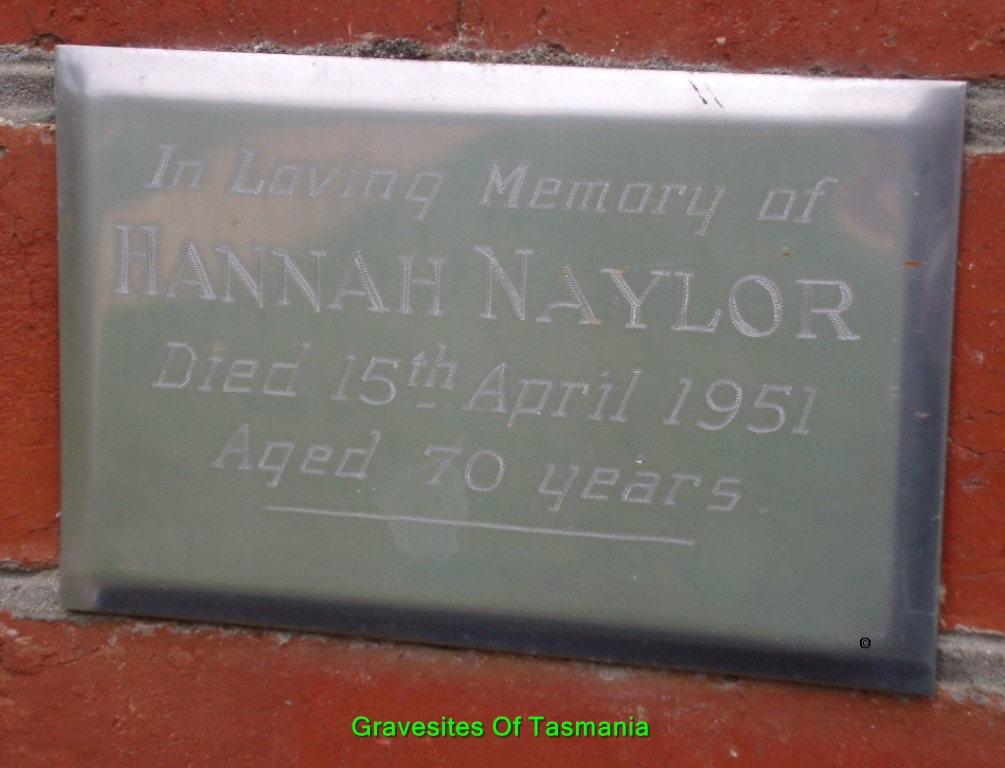 In Loving Memory of
HANNAH NAYLOR
Died 15th April 1951
Aged 70 years.
©
Gravesites Of Tasmania